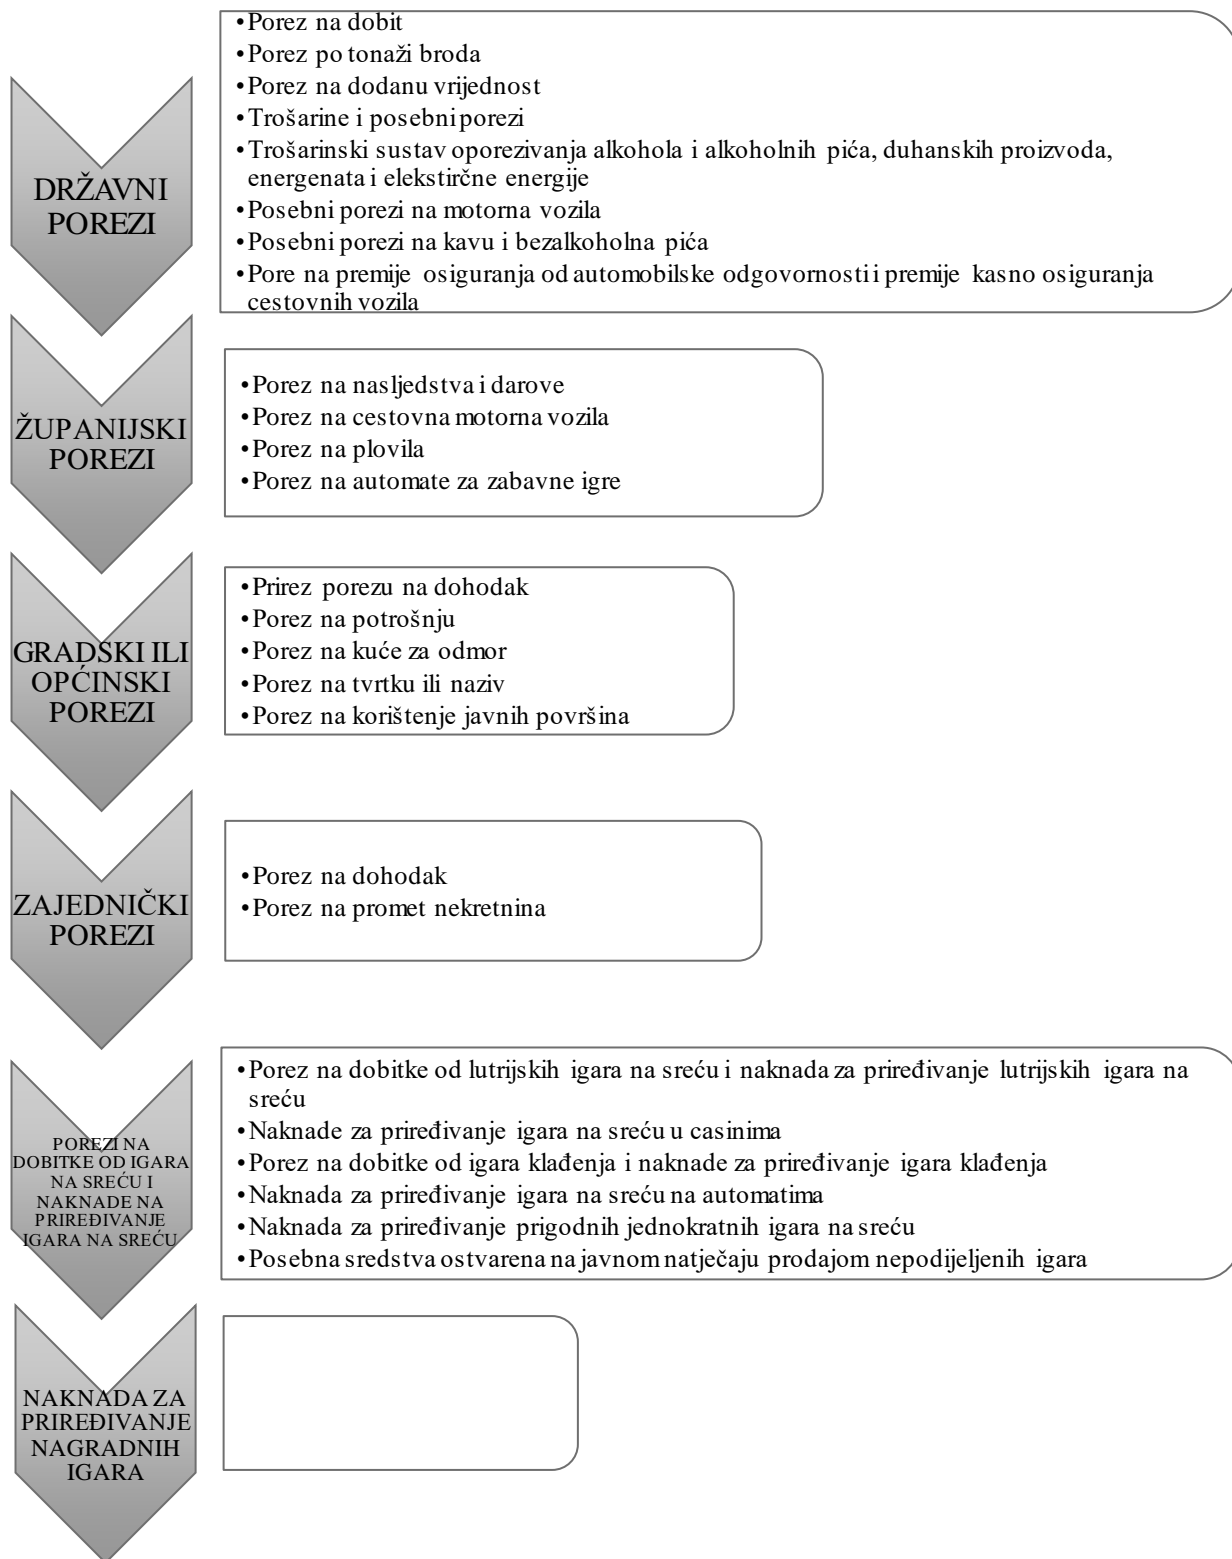 DRŽAVNI
POREZI
•Porez na dobit
•Porez po tonaži broda
•Porez na dodanu vrijednost
•Trošarine i posebni porezi
•Trošarinski sustav oporezivanja alkohola i alkoholnih pića, duhanskih proizvoda,
energenata i elekstirčne energije
•Posebni porezi na motorna vozila
•Posebni porezi na kavu i bezalkoholna pića
•Pore na premije osiguranja od automobilske odgovornosti i premije kasno osiguranja
cestovnih vozila
ŽUPANIJSKI
POREZI
•Porez na nasljedstva i darove
•Porez na cestovna motorna vozila
•Porez na plovila
•Porez na automate za zabavne igre
GRADSKI ILI
OPĆINSKI
POREZI
•Prirez porezu na dohodak
•Porez na potrošnju
•Porez na kuće za odmor
•Porez na tvrtku ili naziv
•Porez na korištenje javnih površina
ZAJEDNIČKI
POREZI
•Porez na dohodak
•Porez na promet nekretnina
POREZI NA
DOBITKE OD IGARA
NA SREĆU I
NAKNADE NA
PRIREĐIVANJE
IGARA NA SREĆU
•Porez na dobitke od lutrijskih igara na sreću i naknada za priređivanje lutrijskih igara na
sreću
•Naknade za priređivanje igara na sreću u casinima
•Porez na dobitke od igara klađenja i naknade za priređivanje igara klađenja
•Naknada za priređivanje igara na sreću na automatima
•Naknada za priređivanje prigodnih jednokratnih igara na sreću
•Posebna sredstva ostvarena na javnom natječaju prodajom nepodijeljenih igara
NAKNADA ZA
PRIREĐIVANJE
NAGRADNIH
IGARA